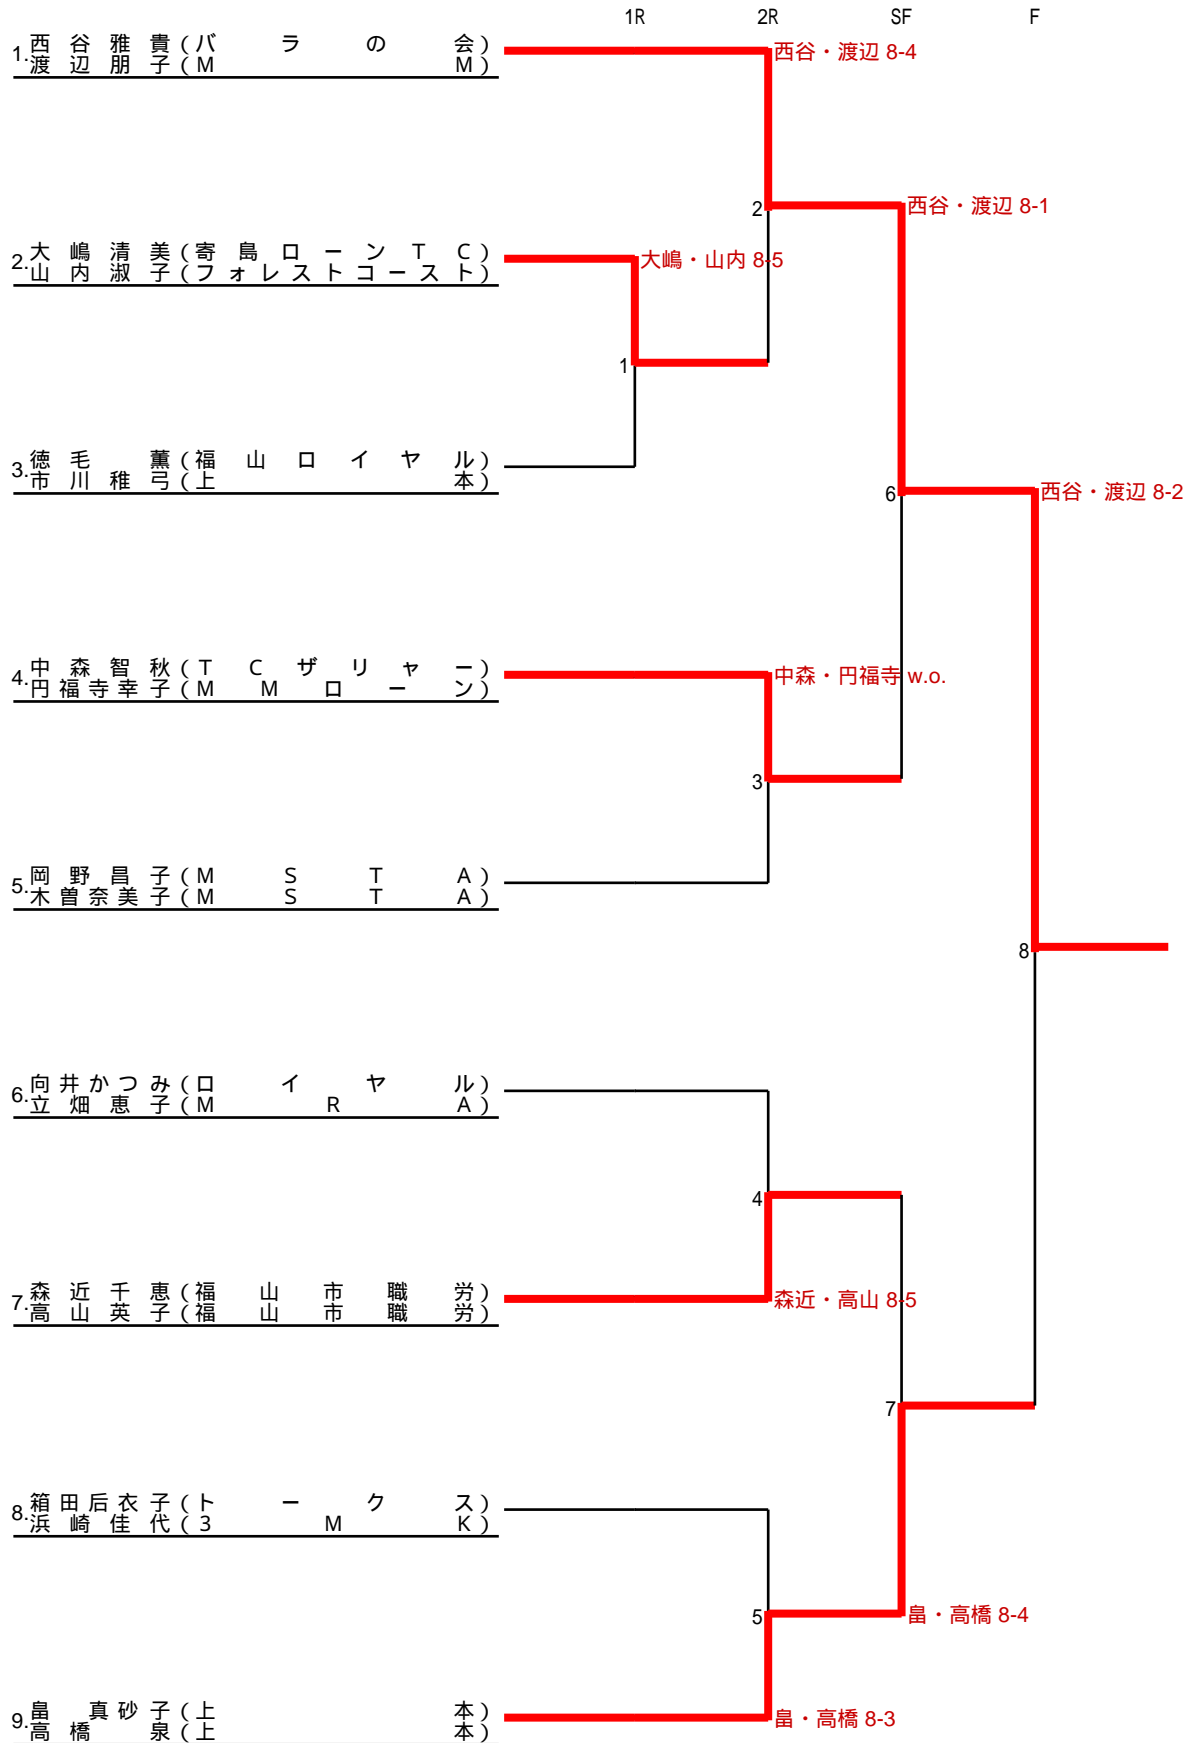 1R 2R SF F
1. 西谷雅貴(バラの会)
渡辺朋子(MM)
西谷・渡辺 8-4
2
西谷・渡辺 8-1
2. 大嶋清美(寄島ローンTC)
山内淑子(フォレストコースト)
大嶋・山内 8-5
1
3. 徳毛薫(福山ロイヤル)
市川稚弓(上本)
6
西谷・渡辺 8-2
4. 中森智秋(TCザリャー)
円福寺幸子(MMローン)
中森・円福寺 w.o.
3
5. 岡野昌子(MSTA)
木曽奈美子(MSTA)
8
6. 向井かつみ(ロイヤル)
立畑恵子(MRA)
4
7. 森近千恵(福山市職労)
高山英子(福山市職労)
森近・高山 8-5
7
8. 箱田后衣子(トークス)
浜崎佳代(3MK)
5
畠・高橋 8-4
9. 畠真砂子(上本)
高橋泉(上本)
畠・高橋 8-3